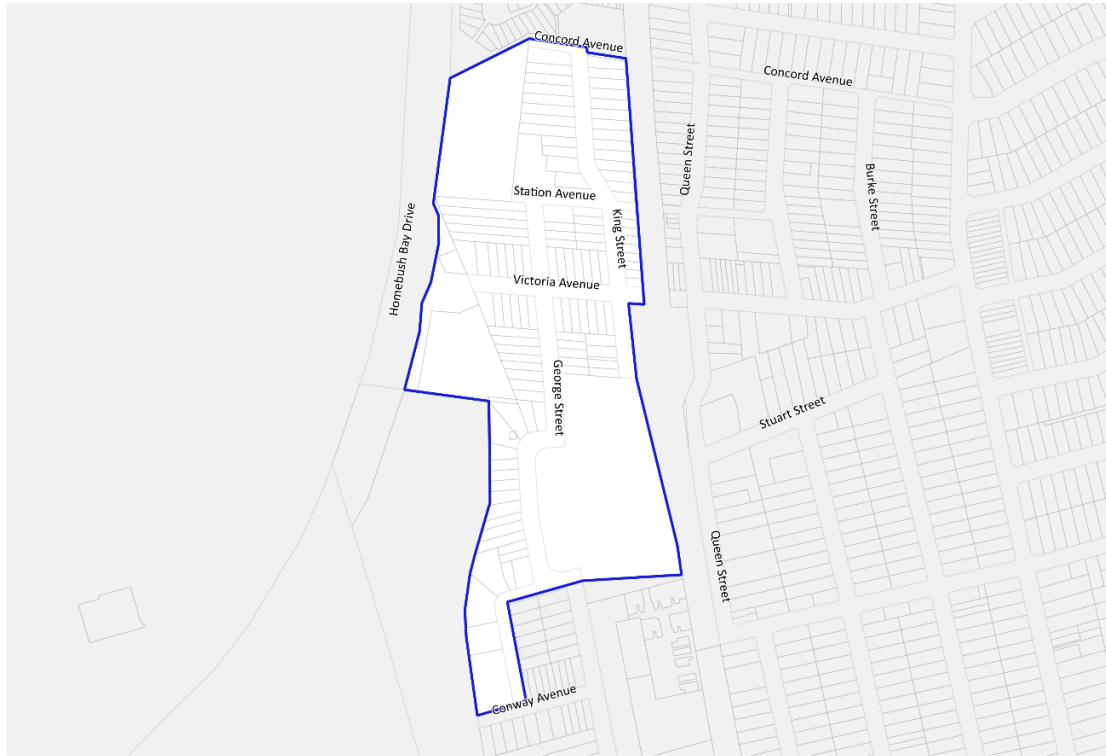 Concord Avenue
Concord Avenue
Queen Street
Burke Street
Station Avenue
King Street
Homebush Bay Drive
Victoria Avenue
George Street
Stuart Street
Queen Street
Conway Avenue